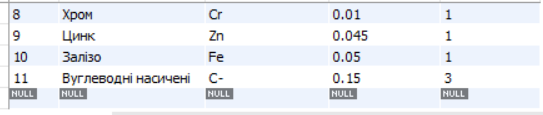 8 Хром Cr 0.01 1
9 Цинк Zn 0.045 1
10 Залізо Fe 0.05 1
11 Вуглеводні насичені C- 0.15 3
NULL NULL NULL NULL NULL